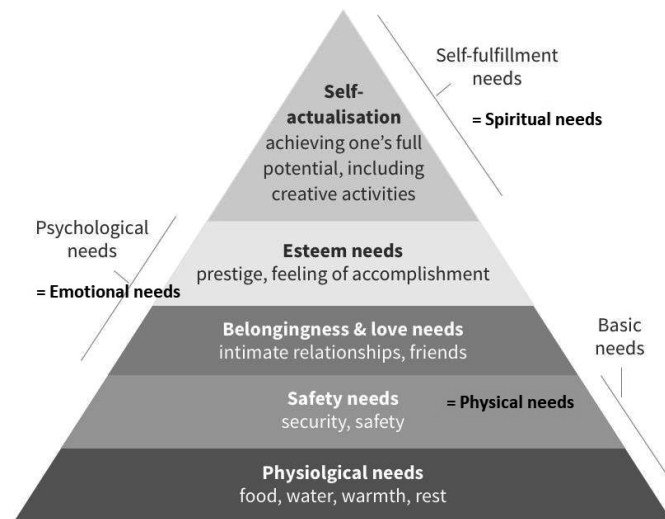 Self-fulfillment
needs
= Spiritual needs
Self-
actualisation
achieving one's full
potential, including
creative activities
Psychological
needs
= Emotional needs
Esteem needs
prestige, feeling of accomplishment
Belongingness & love needs
intimate relationships, friends
Basic
needs
Safety needs
= Physical needs
security, safety
Physiolgical needs
food, water, warmth, rest